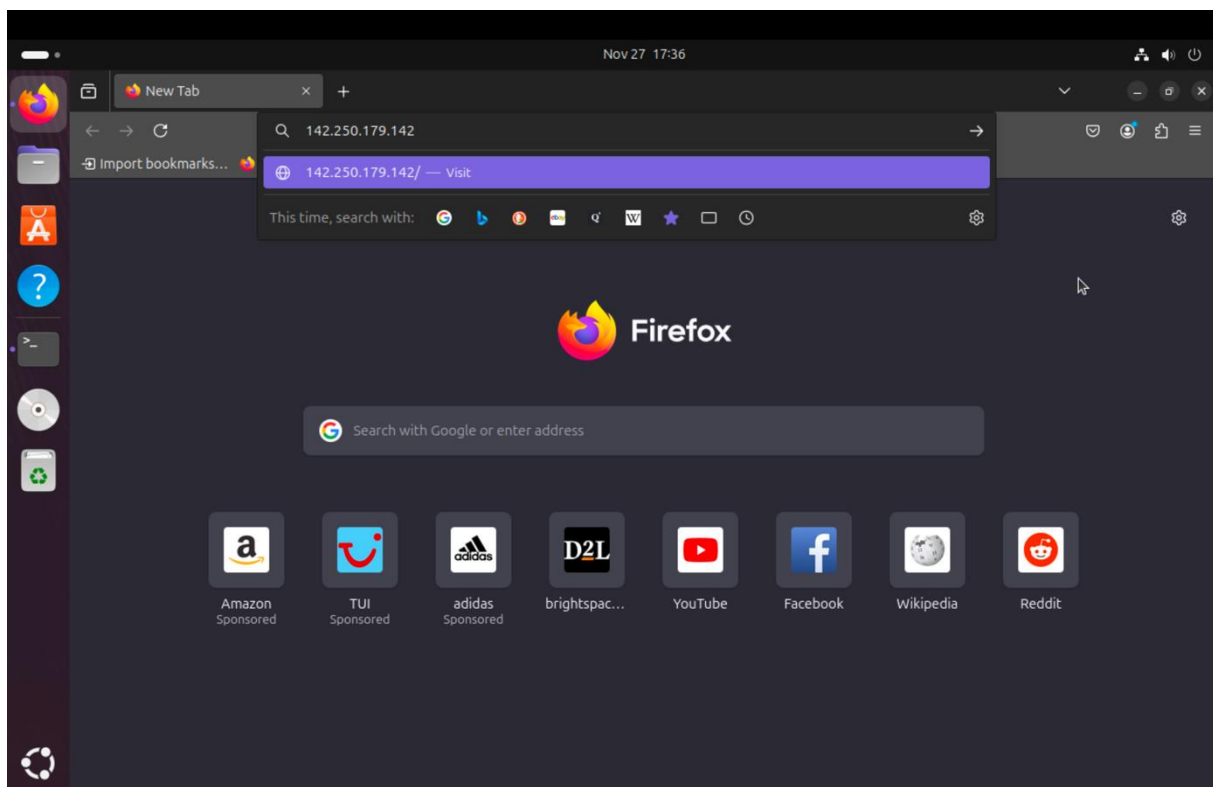 Nov 27 17:36
New Tab
142.250.179.142
Import bookmarks...
142.250.179.142/ — Visit
This time, search with:
ebay
W
Firefox
Search with Google or enter address
a
adidas
D2L
f
Amazon
Sponsored
TUI
Sponsored
adidas
Sponsored
brightspac...
YouTube
Facebook
Wikipedia
Reddit